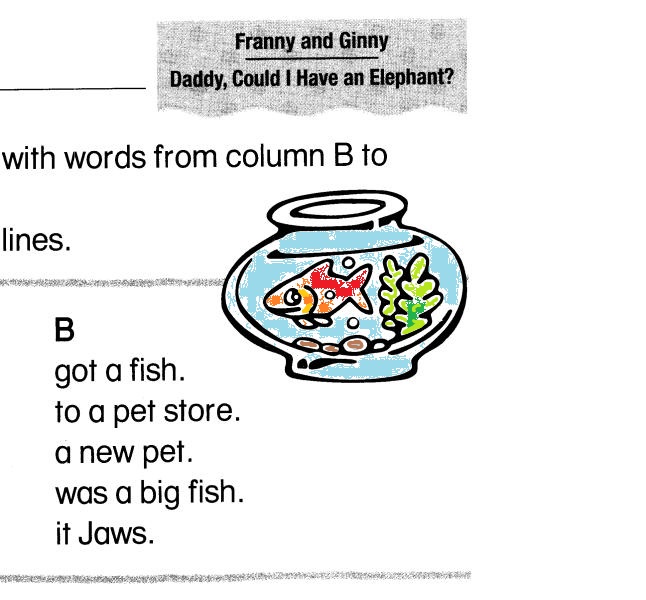 Franny and Ginny
Daddy, Could I Have an Elephant?
with words from column B to
lines.
B
got a fish.
to a pet store.
a new pet.
was a big fish.
it Jaws.